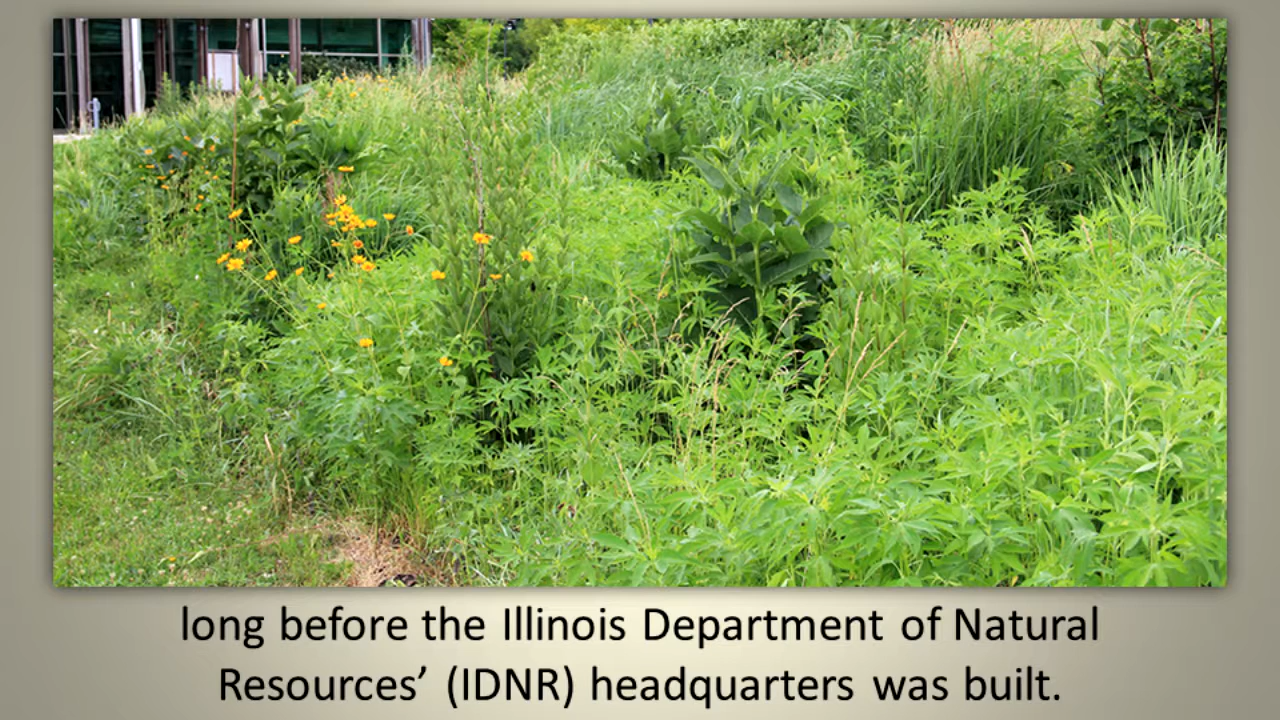 long before the Illinois Department of Natural
Resources’ (IDNR) headquarters was built.